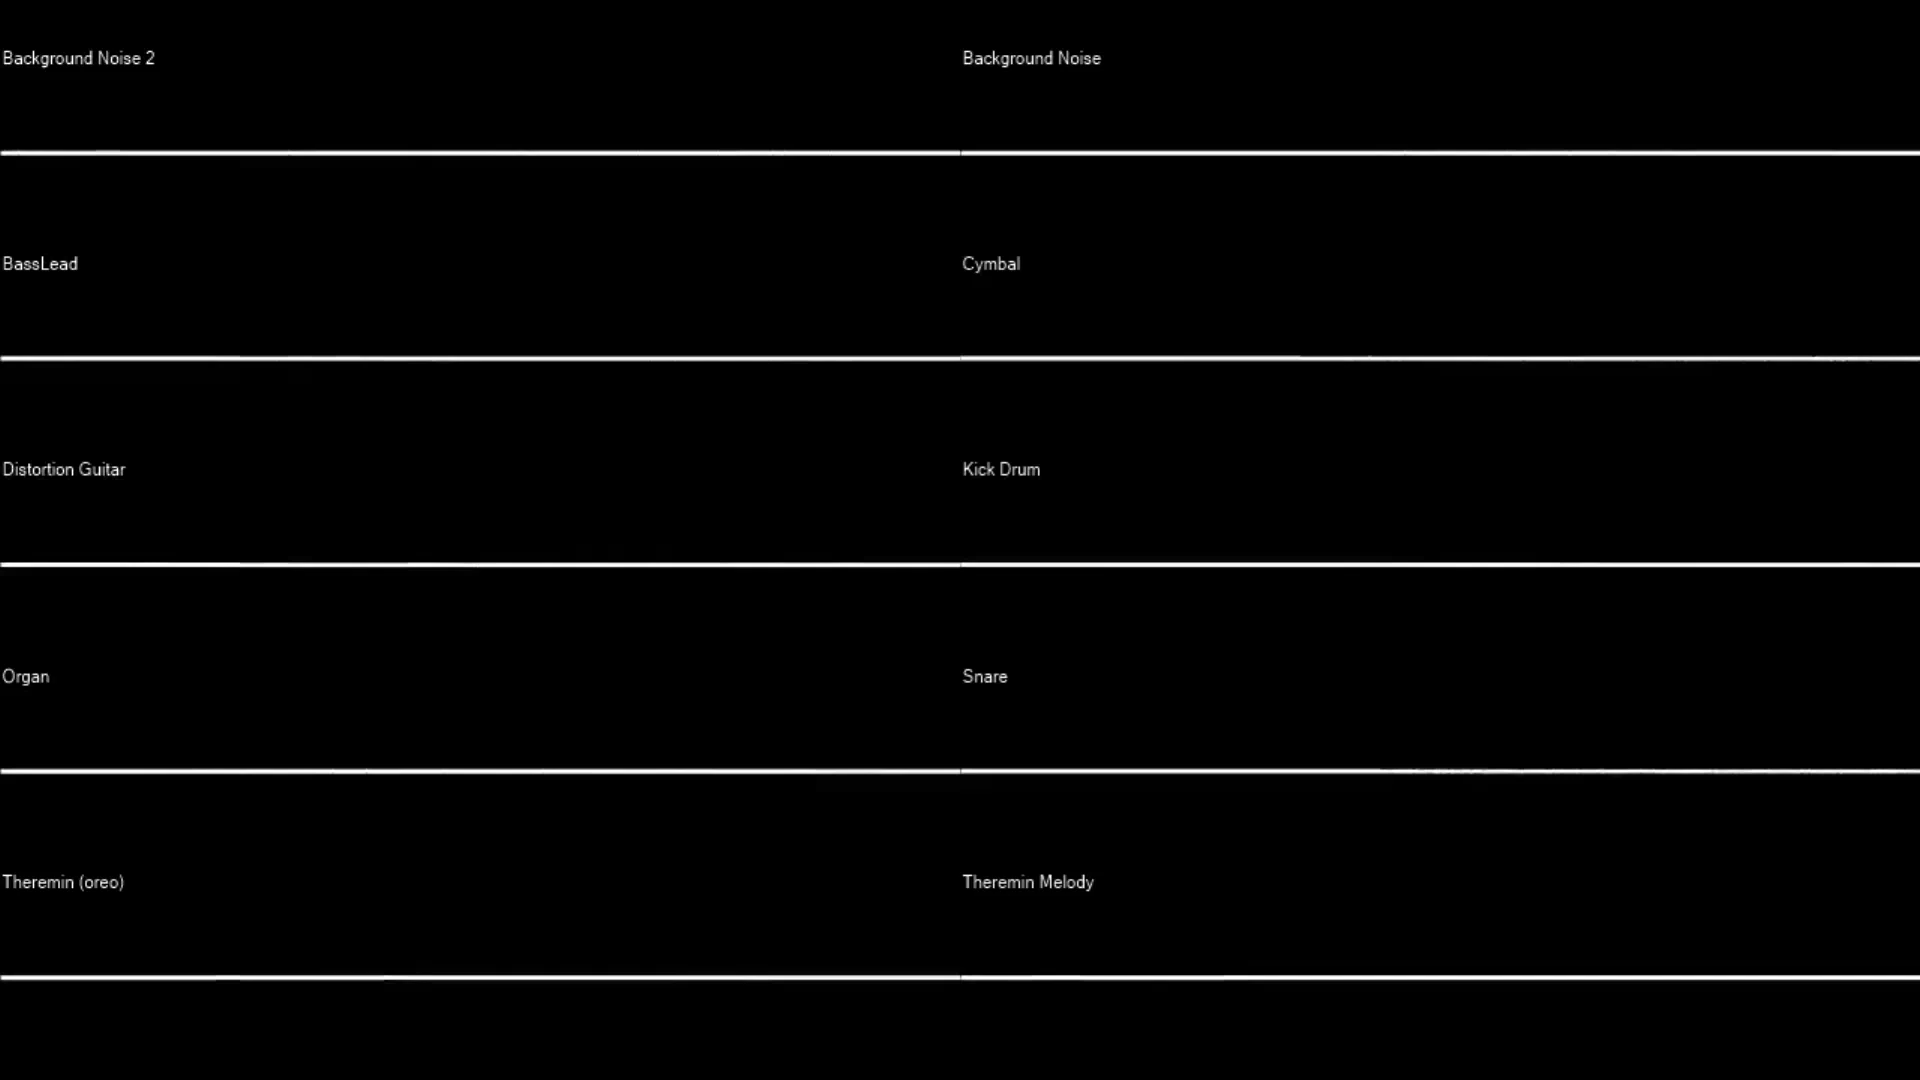 Background Noise 2
Background Noise
BassLead
Cymbal
Distortion Guitar
Kick Drum
Organ
Snare
Theremin (oreo)
Theremin Melody